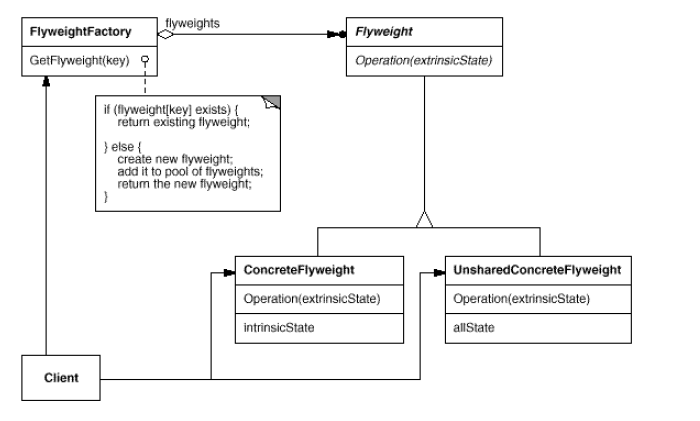 flyweights
FlyweightFactory
GetFlyweight(key)
Flyweight
Operation(extrinsicState)
if (flyweight[key] exists) {
return existing flyweight;
} else {
create new flyweight;
add it to pool of flyweights;
return the new flyweight;
}
ConcreteFlyweight
Operation(extrinsicState)
intrinsicState
UnsharedConcreteFlyweight
Operation(extrinsicState)
allState
Client